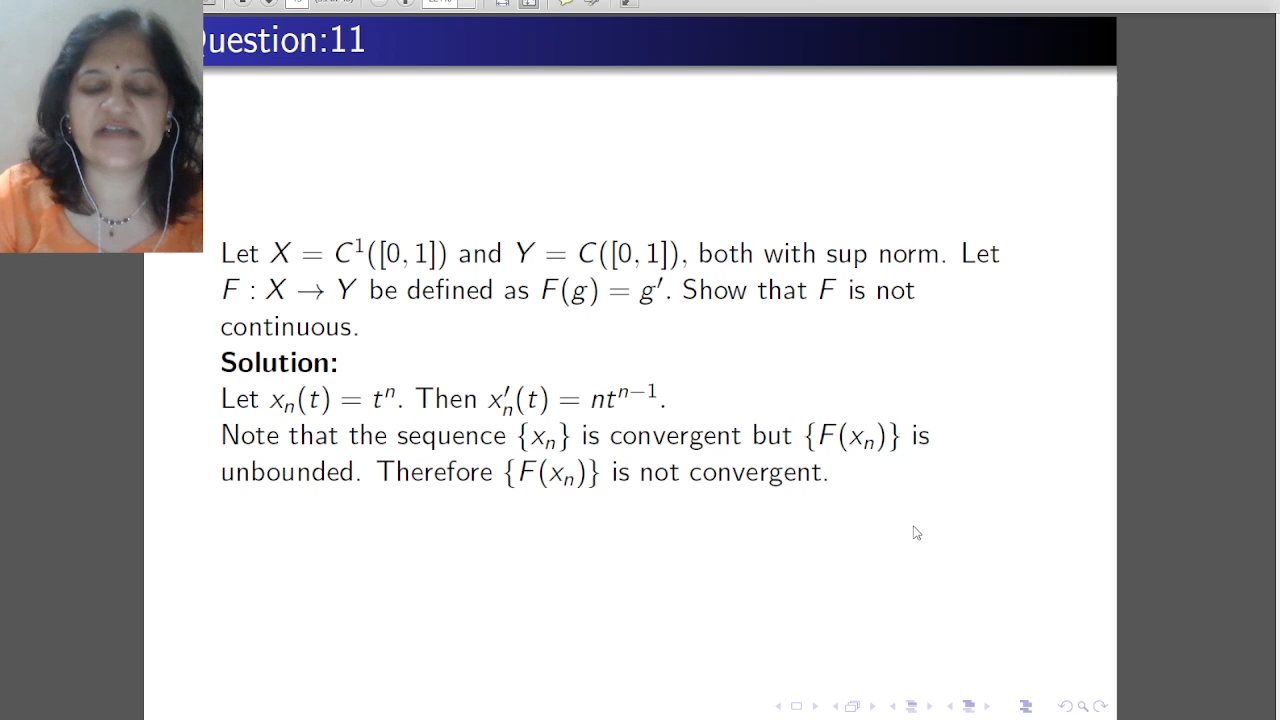 Question:11
Let X = C¹([0, 1]) and Y = C([0, 1]), both with sup norm. Let
F : X → Y be defined as F(g) = g′. Show that F is not
continuous.
Solution:
Let xₙ(t) = tⁿ. Then x′ₙ(t) = ntⁿ⁻¹.
Note that the sequence {xₙ} is convergent but {F(xₙ)} is
unbounded. Therefore {F(xₙ)} is not convergent.